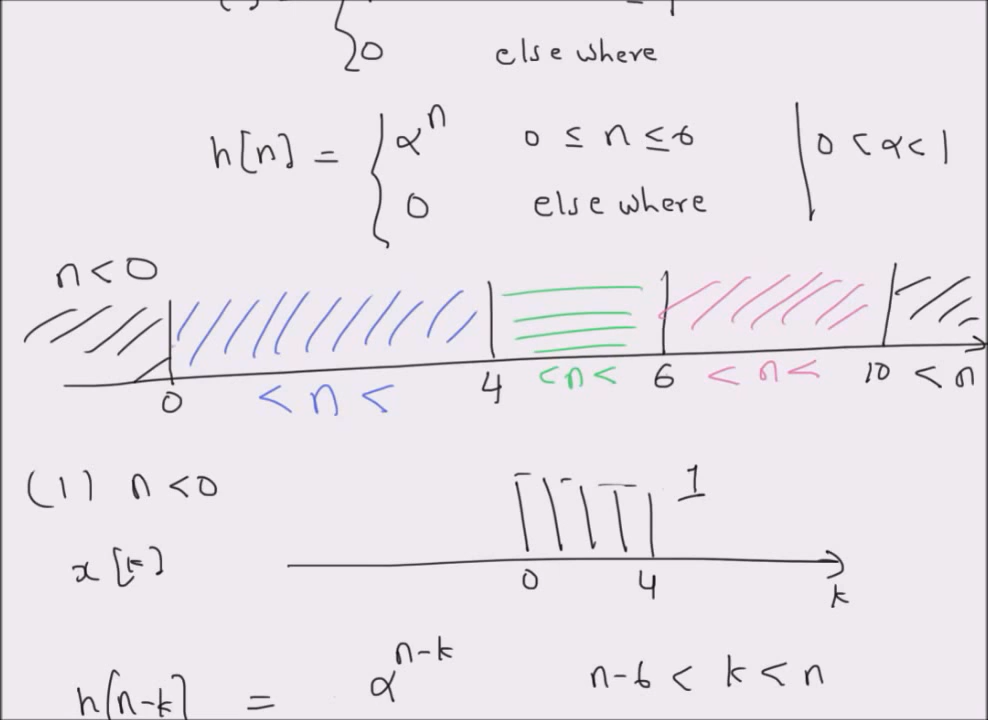 0 else where
h[n] = { α^n 0 ≤ n ≤ 6 | 0 < α < 1
0 else where
n < 0
0 < n < 4 < n < 6 < n < 10 < n
(1) n < 0
1
x[k]
0 4
k
h[n-k] = α^{n-k} n-6 < k < n